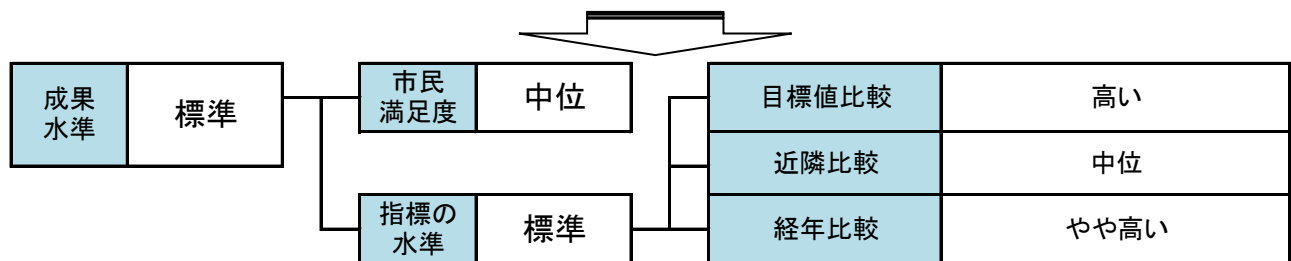 成果
水準
標準
市民
満足度
中位
指標の
水準
標準
目標値比較
高い
近隣比較
中位
経年比較
やや高い